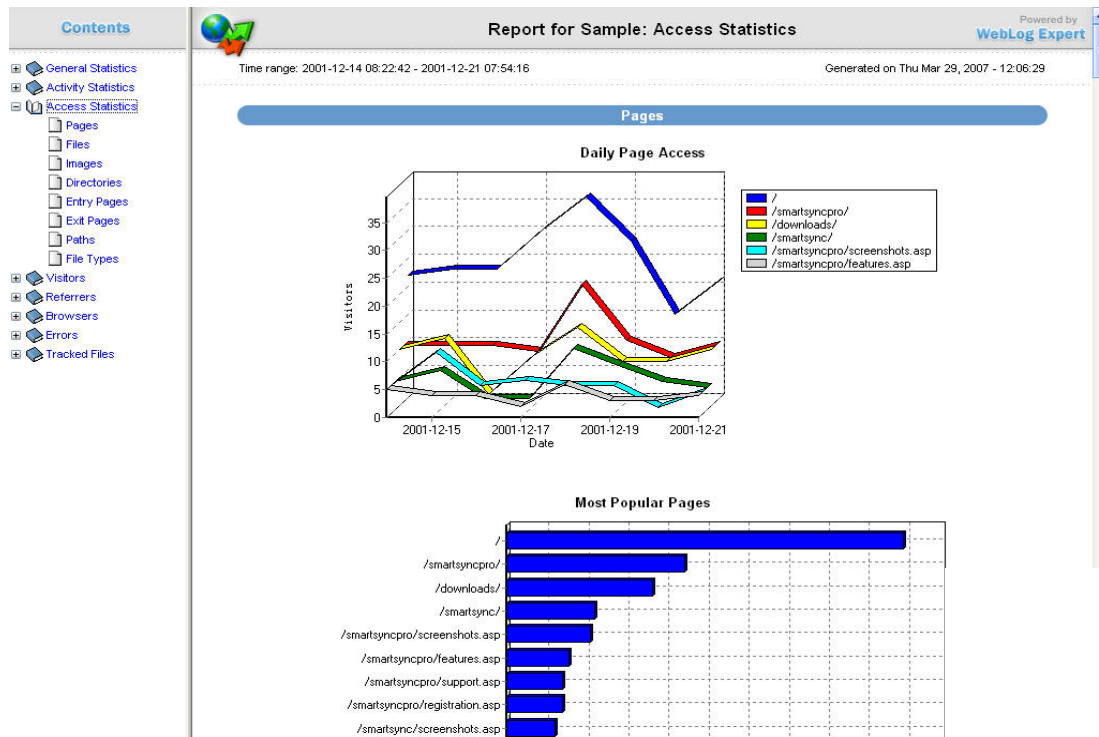 Contents
General Statistics
Activity Statistics
Access Statistics
Pages
Files
Images
Directories
Entry Pages
Exit Pages
Paths
File Types
Visitors
Referrers
Browsers
Errors
Tracked Files
Report for Sample: Access Statistics
Powered by
WebLog Expert
Time range: 2001-12-14 08:22:42 - 2001-12-21 07:54:16
Generated on Thu Mar 29, 2007 - 12:06:29
Pages
Daily Page Access
35
30
25
20
15
10
5
0
Visitors
2001-12-15
2001-12-17
2001-12-19
2001-12-21
Date
/
/smartsyncpro/
/downloads/
/smartsync/
/smartsyncpro/screenshots.asp
/smartsyncpro/features.asp
Most Popular Pages
/
/smartsyncpro/
/downloads/
/smartsync/
/smartsyncpro/screenshots.asp
/smartsyncpro/features.asp
/smartsyncpro/support.asp
/smartsyncpro/registration.asp
/smartsync/screenshots.asp